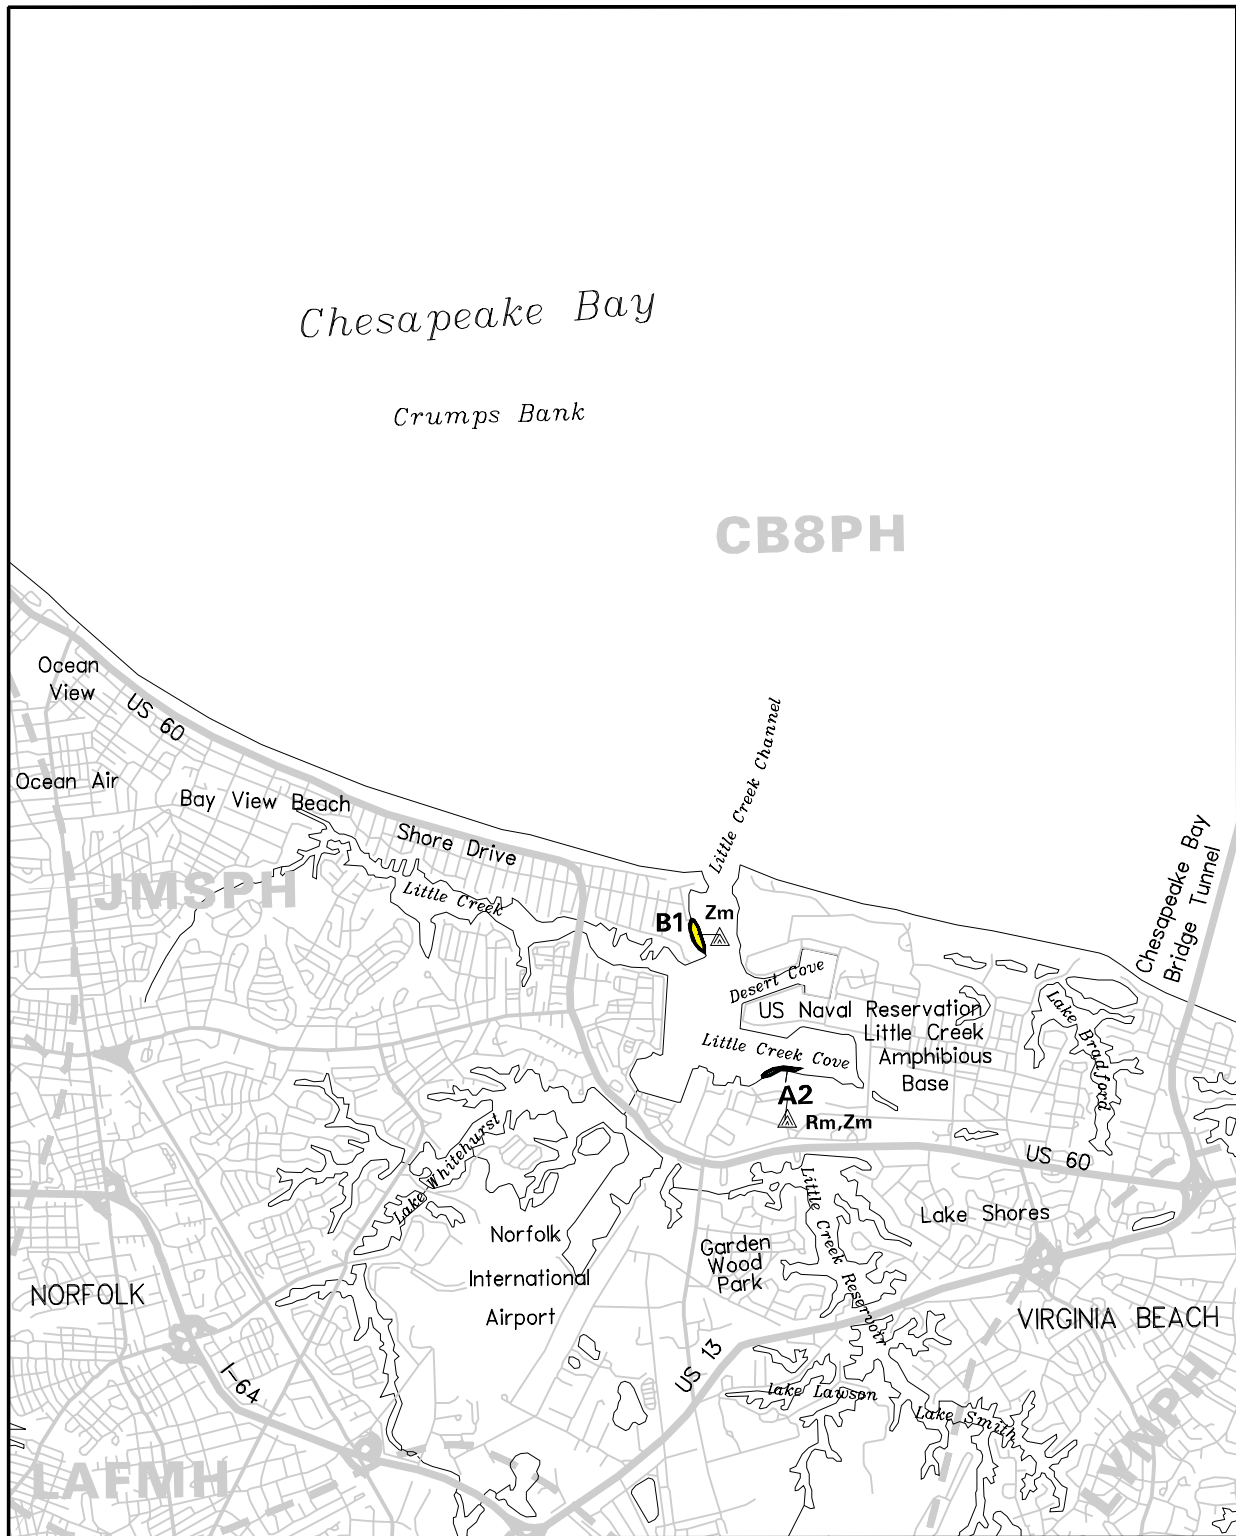 Chesapeake Bay
Crumps Bank
CB8PH
Ocean
View
US 60
Ocean Air
Bay View Beach
Shore Drive
Little Creek Channel
Chesapeake Bay
Bridge Tunnel
JMSPH
Little Creek
B1
Zm
Desert Cove
US Naval Reservation
Little Creek
Amphibious
Base
Lake Bradford
Little Creek Cove
A2
Rm,Zm
Lake Whitehurst
US 60
Little Creek Reservoir
Lake Shores
Norfolk
International
Airport
Garden
Wood
Park
NORFOLK
VIRGINIA BEACH
I-64
US 13
lake Lawson
Lake Smith
LAFMH
LYNPH